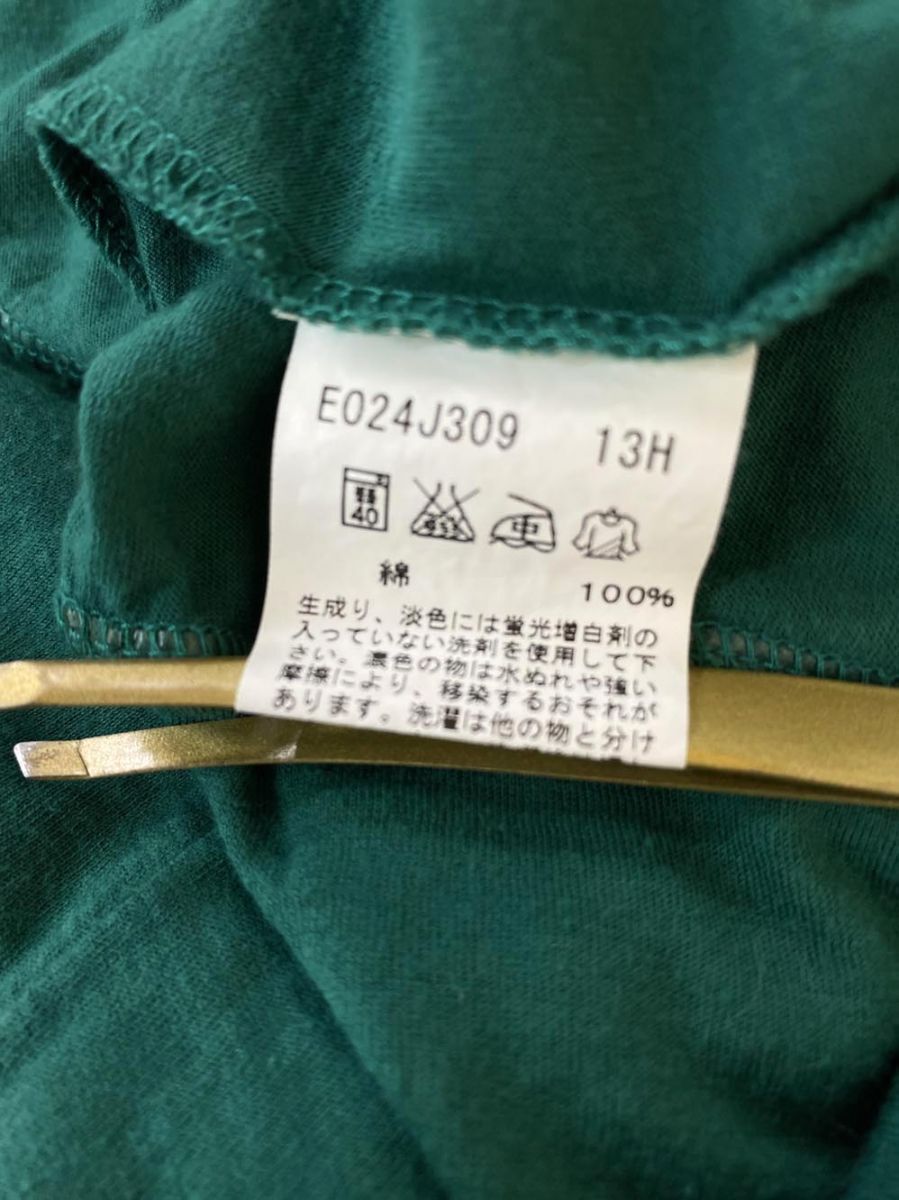 E024J309 13H
40
中
綿 100%
生成り、淡色には蛍光増白剤の
入っていない洗剤を使用して下
さい。濃色の物は水ぬれや強い
摩擦により、移染するおそれが
あります。洗濯は他の物と分け